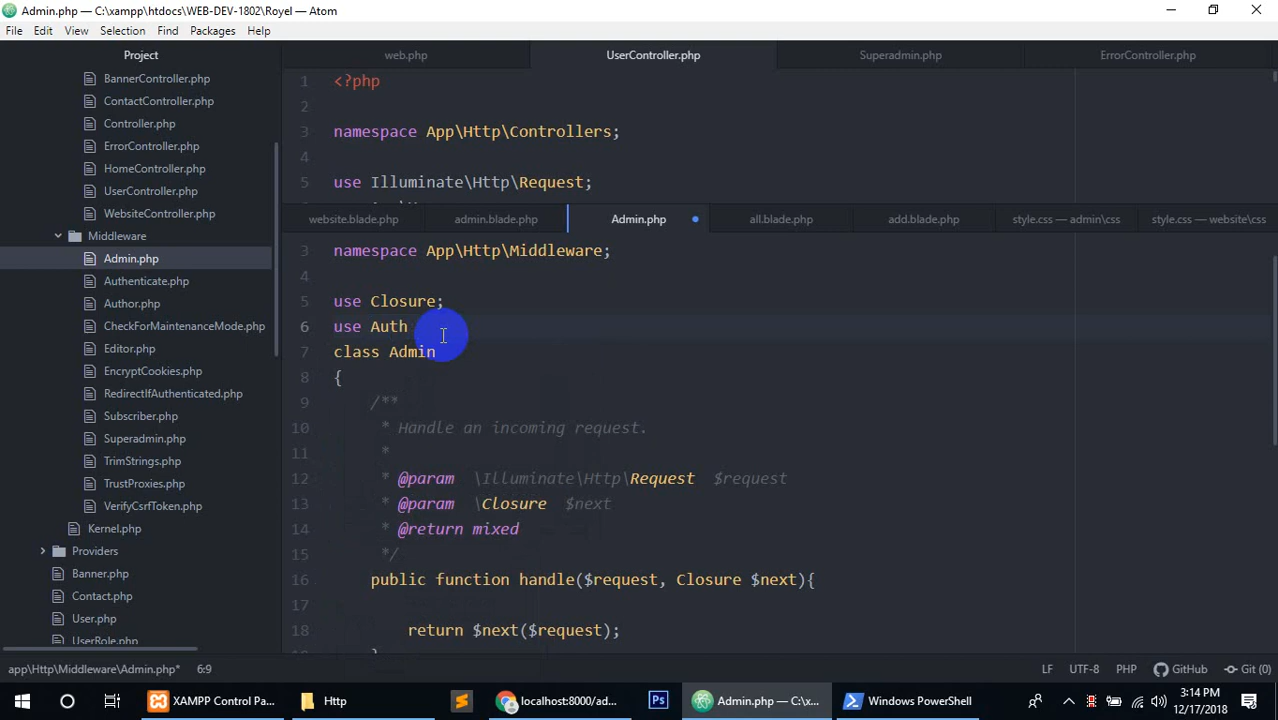 Admin.php — C:\xampp\htdocs\WEB-DEV-1802\Royel — Atom
File Edit View Selection Find Packages Help
Project
BannerController.php
ContactController.php
Controller.php
ErrorController.php
HomeController.php
UserController.php
WebsiteController.php
Middleware
Admin.php
Authenticate.php
Author.php
CheckForMaintenanceMode.php
Editor.php
EncryptCookies.php
RedirectIfAuthenticated.php
Subscriber.php
Superadmin.php
TrimStrings.php
TrustProxies.php
VerifyCsrfToken.php
Kernel.php
Providers
Banner.php
Contact.php
User.php
UserRole.php
web.php UserController.php Superadmin.php ErrorController.php
1 <?php
2
3 namespace App\Http\Controllers;
4
5 use Illuminate\Http\Request;
website.blade.php admin.blade.php Admin.php all.blade.php add.blade.php style.css — admin\css style.css — website\css
3 namespace App\Http\Middleware;
4
5 use Closure;
6 use Auth
7 class Admin
8 {
9 /**
10 * Handle an incoming request.
11 *
12 * @param \Illuminate\Http\Request $request
13 * @param \Closure $next
14 * @return mixed
15 */
16 public function handle($request, Closure $next){
17
18 return $next($request);
app\Http\Middleware\Admin.php* 6:9 LF UTF-8 PHP GitHub Git (0)
XAMPP Control Pa... Http localhost:8000/ad... Ps Admin.php — C:\x... Windows PowerShell 3:14 PM
12/17/2018